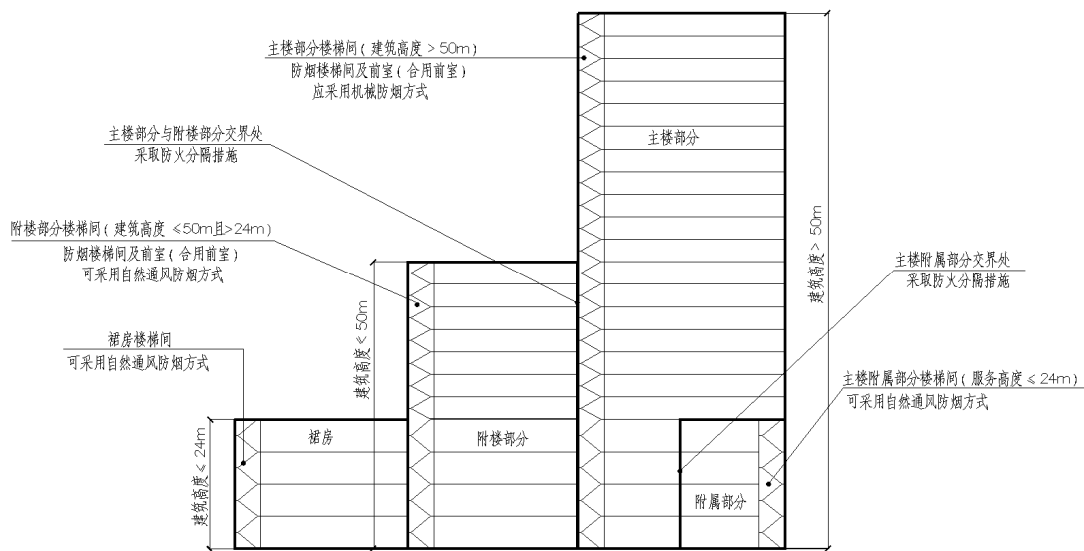 主楼部分楼梯间(建筑高度>50m)
防烟楼梯间及前室(合用前室)
应采用机械防烟方式
主楼部分与附楼部分交界处
采取防火分隔措施
主楼部分
附楼部分楼梯间(建筑高度≤50m且>24m)
防烟楼梯间及前室(合用前室)
可采用自然通风防烟方式
建筑高度>50m
主楼附属部分交界处
采取防火分隔措施
建筑高度≤50m
裙房楼梯间
可采用自然通风防烟方式
主楼附属部分楼梯间(服务高度≤24m)
可采用自然通风防烟方式
建筑高度≤24m
裙房
附楼部分
附属部分